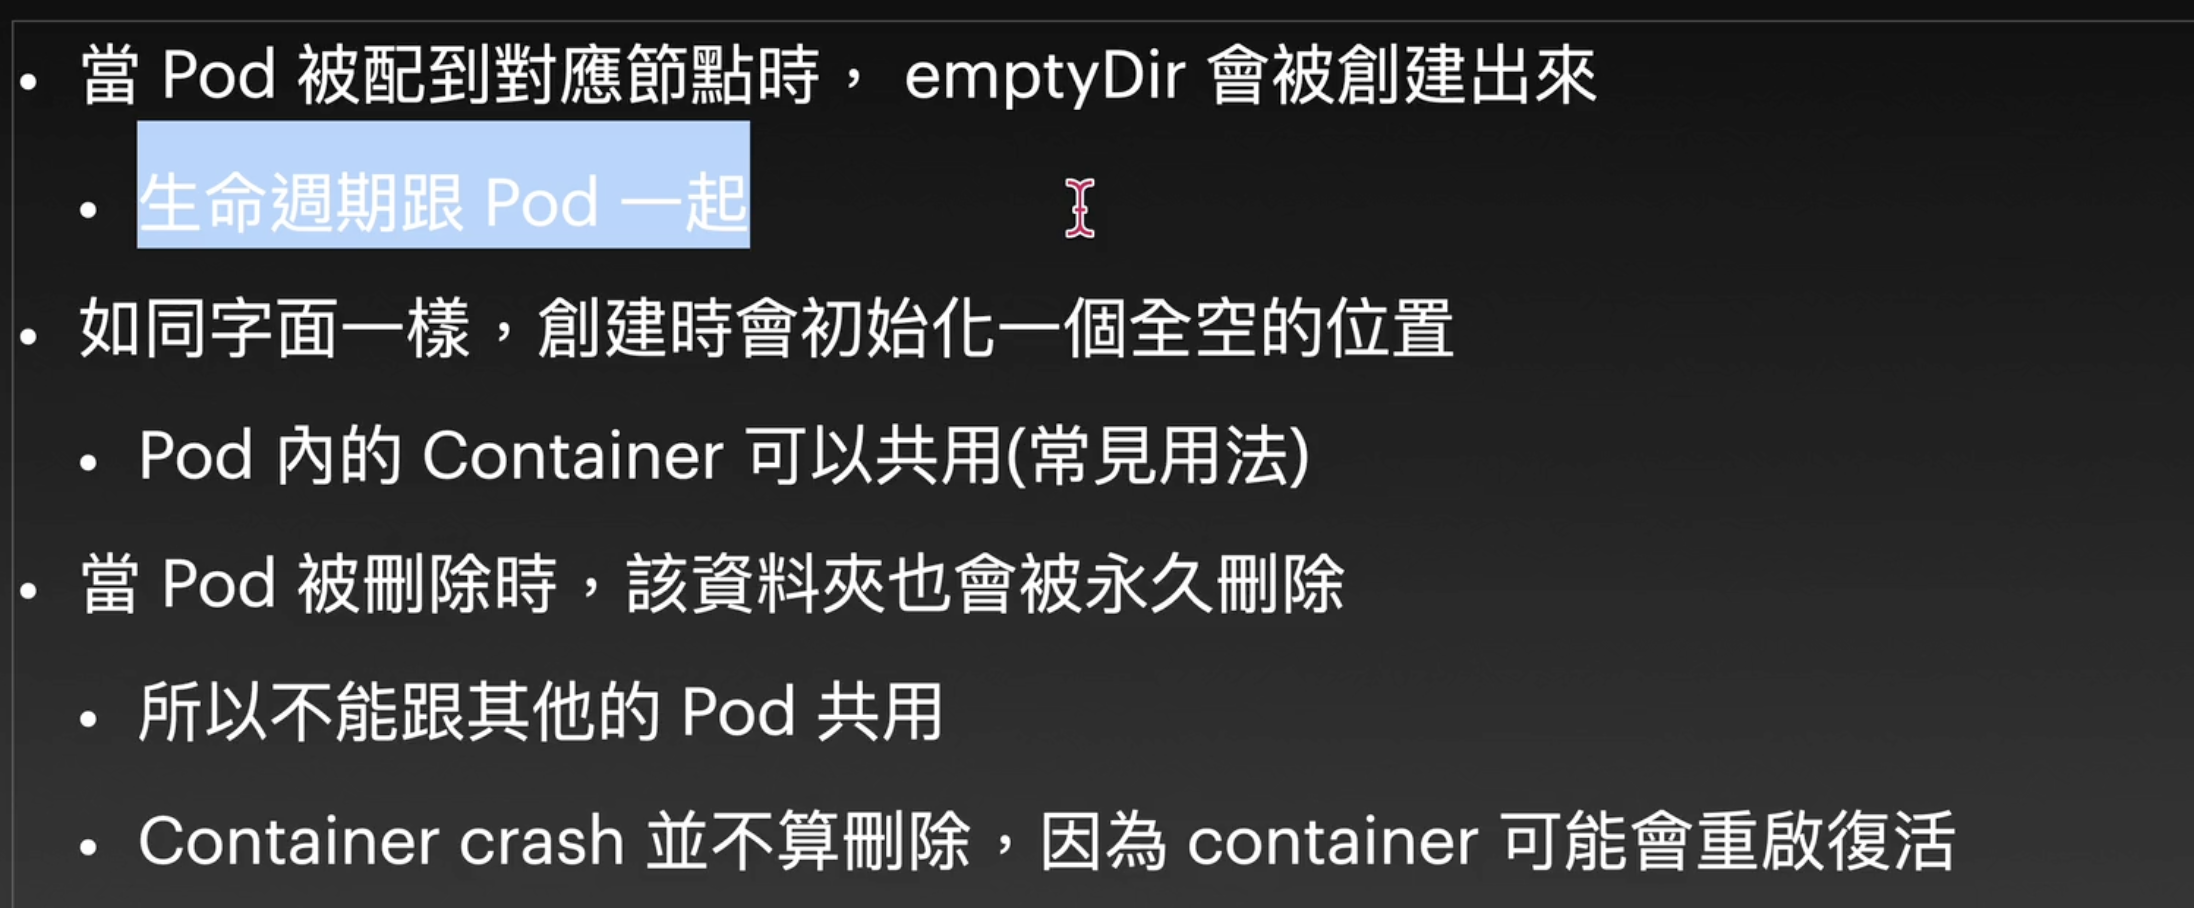 • 當 Pod 被配到對應節點時， emptyDir 會被創建出來
• 生命週期跟 Pod 一起
• 如同字面一樣，創建時會初始化一個全空的位置
• Pod 內的 Container 可以共用(常見用法)
• 當 Pod 被刪除時，該資料夾也會被永久刪除
• 所以不能跟其他的 Pod 共用
• Container crash 並不算刪除，因為 container 可能會重啟復活